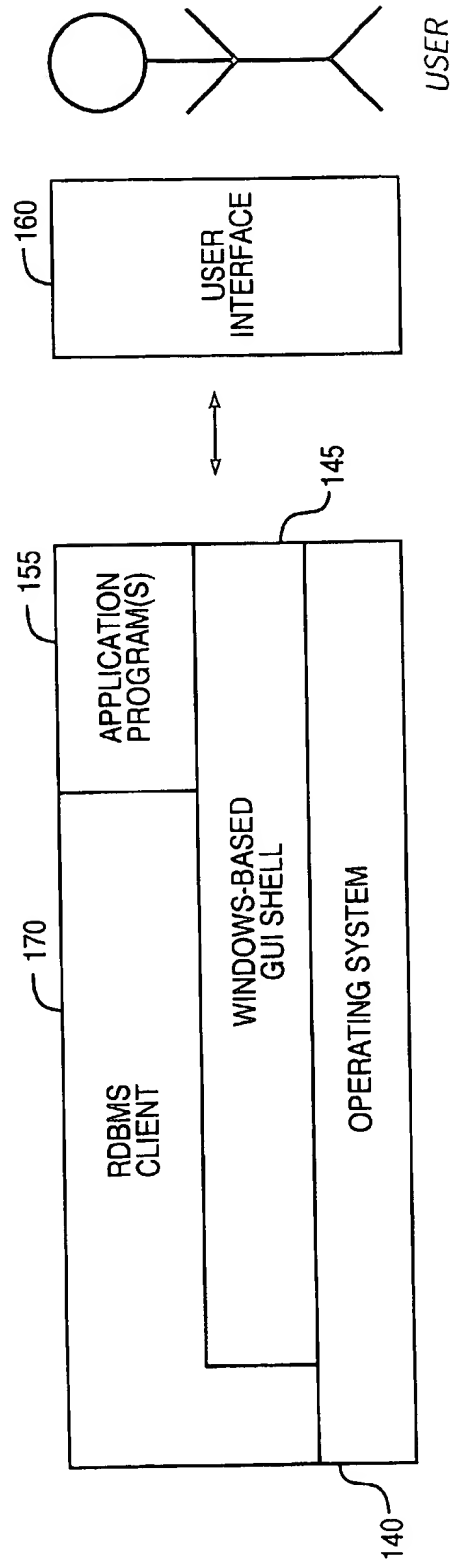 170
155
160
RDBMS
CLIENT
APPLICATION
PROGRAM(S)
USER
INTERFACE
WINDOWS-BASED
GUI SHELL
145
OPERATING SYSTEM
140
USER